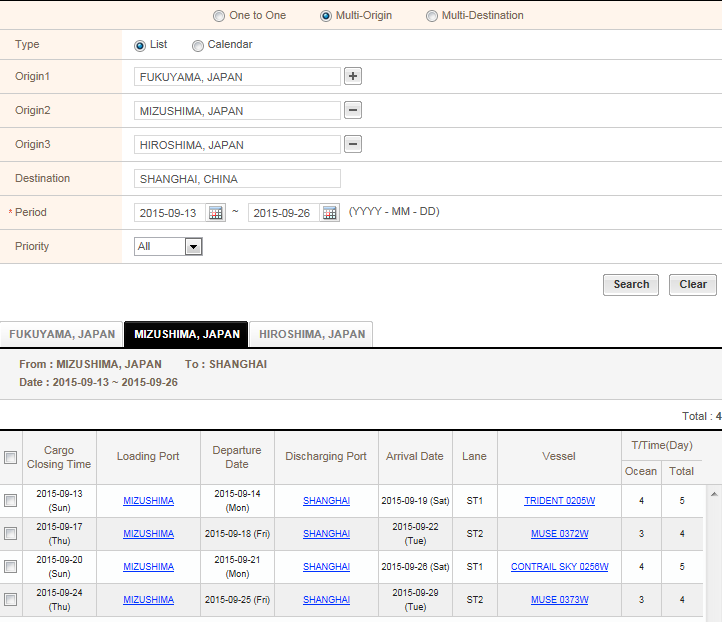 One to One Multi-Origin Multi-Destination
Type List Calendar
Origin1 FUKUYAMA, JAPAN
Origin2 MIZUSHIMA, JAPAN
Origin3 HIROSHIMA, JAPAN
Destination SHANGHAI, CHINA
* Period 2015-09-13 ~ 2015-09-26 (YYYY - MM - DD)
Priority All
Search Clear
FUKUYAMA, JAPAN MIZUSHIMA, JAPAN HIROSHIMA, JAPAN
From : MIZUSHIMA, JAPAN To : SHANGHAI
Date : 2015-09-13 ~ 2015-09-26
Total : 4
Cargo Closing Time Loading Port Departure Date Discharging Port Arrival Date Lane Vessel T/Time(Day)
Ocean Total
2015-09-13 (Sun) MIZUSHIMA 2015-09-14 (Mon) SHANGHAI 2015-09-19 (Sat) ST1 TRIDENT 0205W 4 5
2015-09-17 (Thu) MIZUSHIMA 2015-09-18 (Fri) SHANGHAI 2015-09-22 (Tue) ST2 MUSE 0372W 3 4
2015-09-20 (Sun) MIZUSHIMA 2015-09-21 (Mon) SHANGHAI 2015-09-26 (Sat) ST1 CONTRAIL SKY 0256W 4 5
2015-09-24 (Thu) MIZUSHIMA 2015-09-25 (Fri) SHANGHAI 2015-09-29 (Tue) ST2 MUSE 0373W 3 4